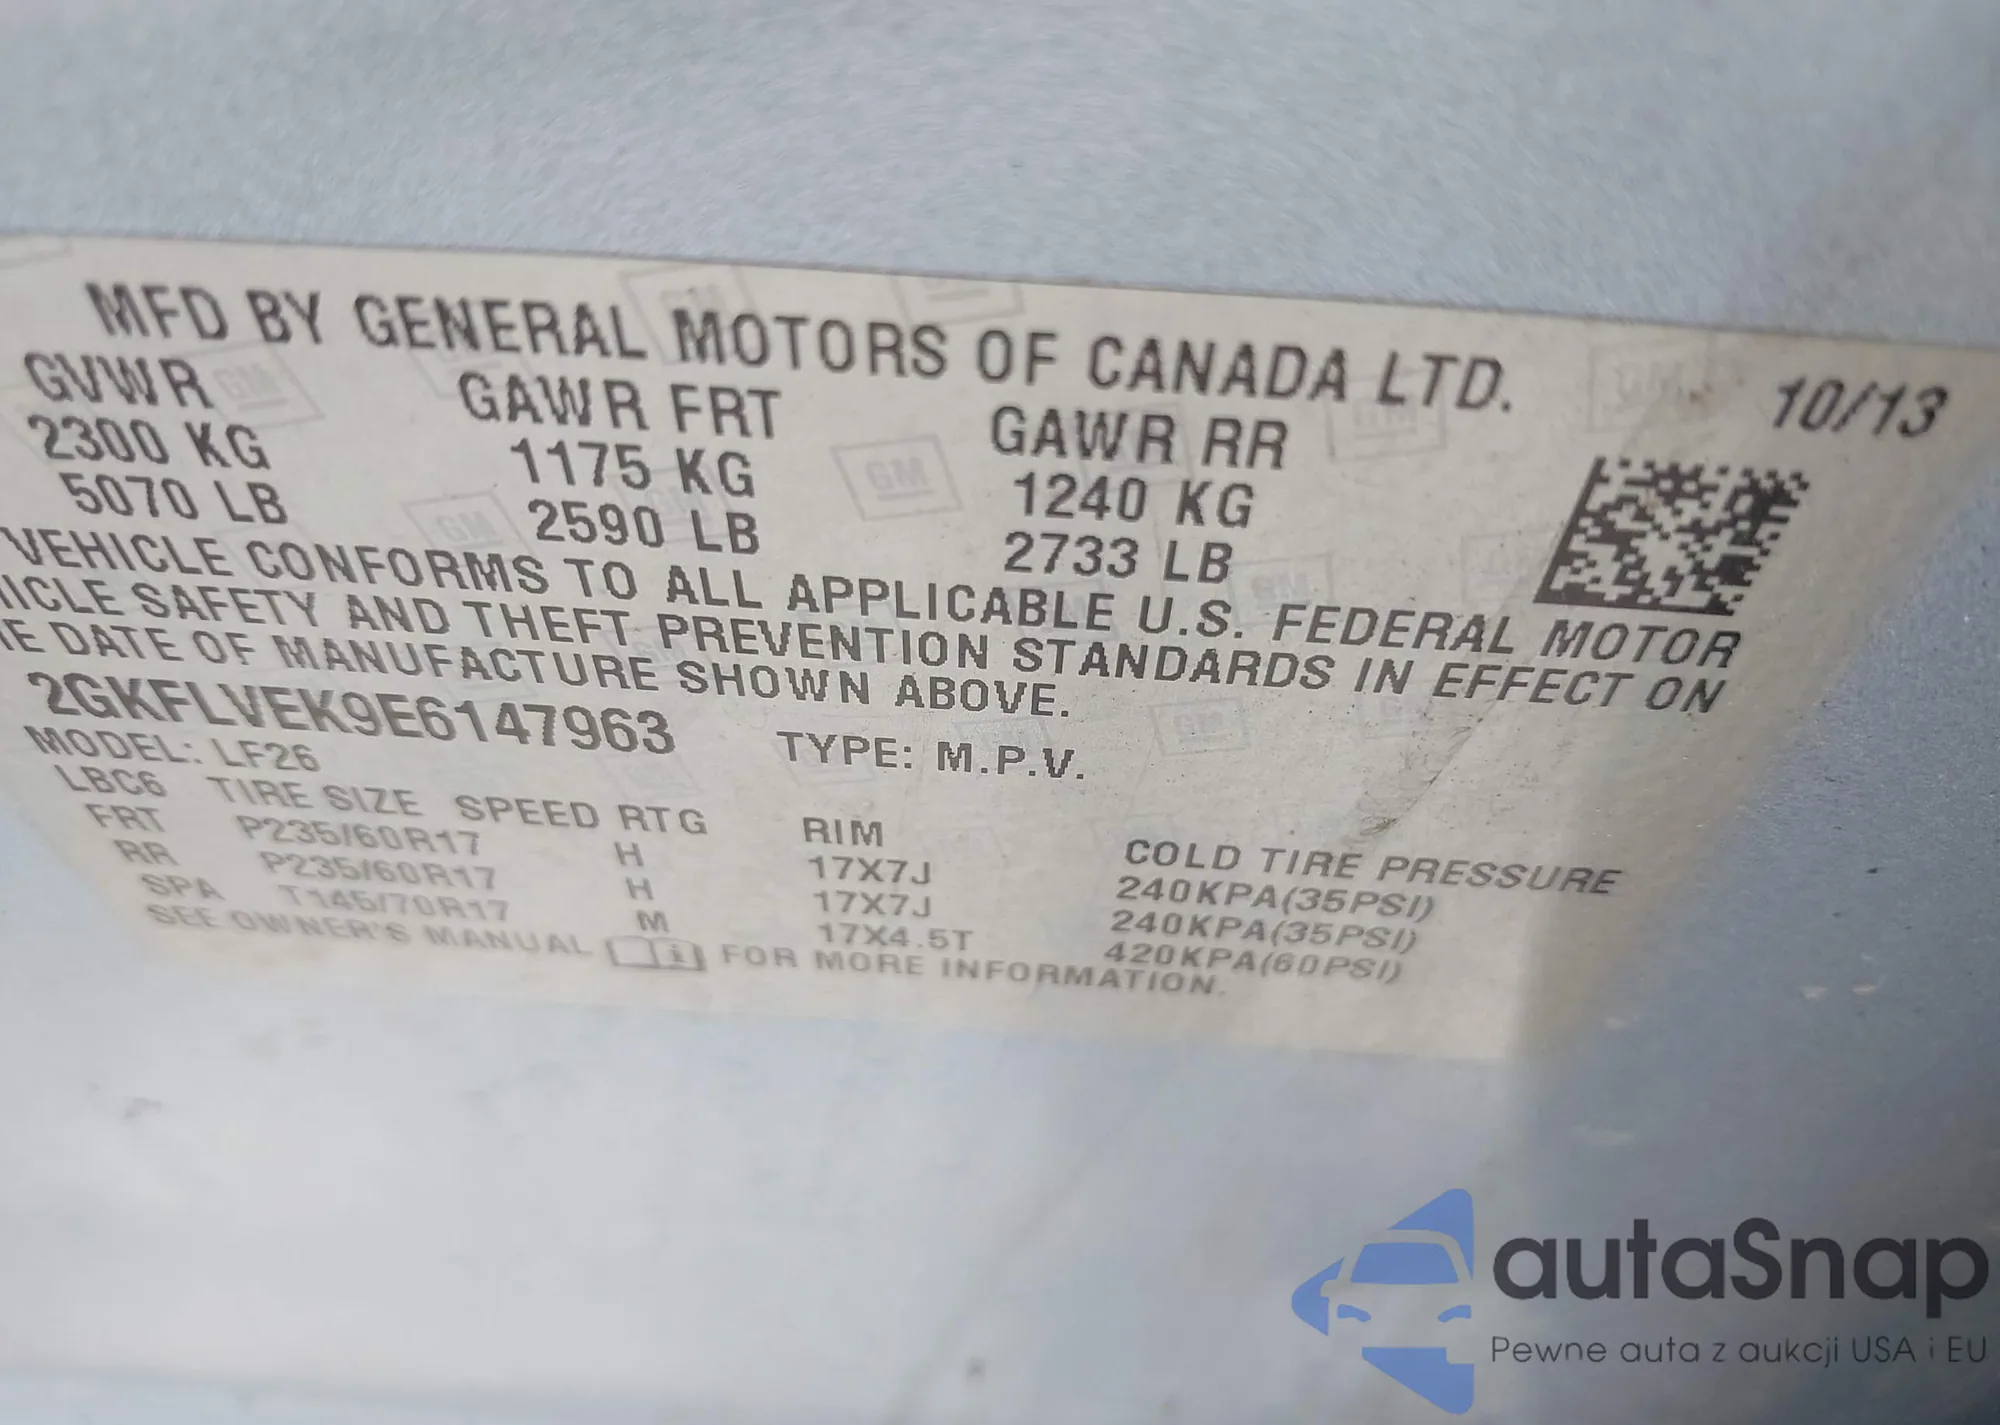 MFD BY GENERAL MOTORS OF CANADA LTD.
10/13
GVWR GAWR FRT GAWR RR
2300 KG 1175 KG 1240 KG
5070 LB 2590 LB 2733 LB
VEHICLE CONFORMS TO ALL APPLICABLE U.S. FEDERAL MOTOR
ICLE SAFETY AND THEFT PREVENTION STANDARDS IN EFFECT ON
E DATE OF MANUFACTURE SHOWN ABOVE.
2GKFLVEK9E6147963 TYPE: M.P.V.
MODEL: LF26
LBC6 TIRE SIZE SPEED RTG RIM COLD TIRE PRESSURE
FRT P235/60R17 H 17X7J 240KPA(35PSI)
RR P235/60R17 H 17X7J 240KPA(35PSI)
SPA T145/70R17 M 17X4.5T 420KPA(60PSI)
SEE OWNER'S MANUAL FOR MORE INFORMATION.
GM
autaSnap
Pewne auta z aukcji USA i EU